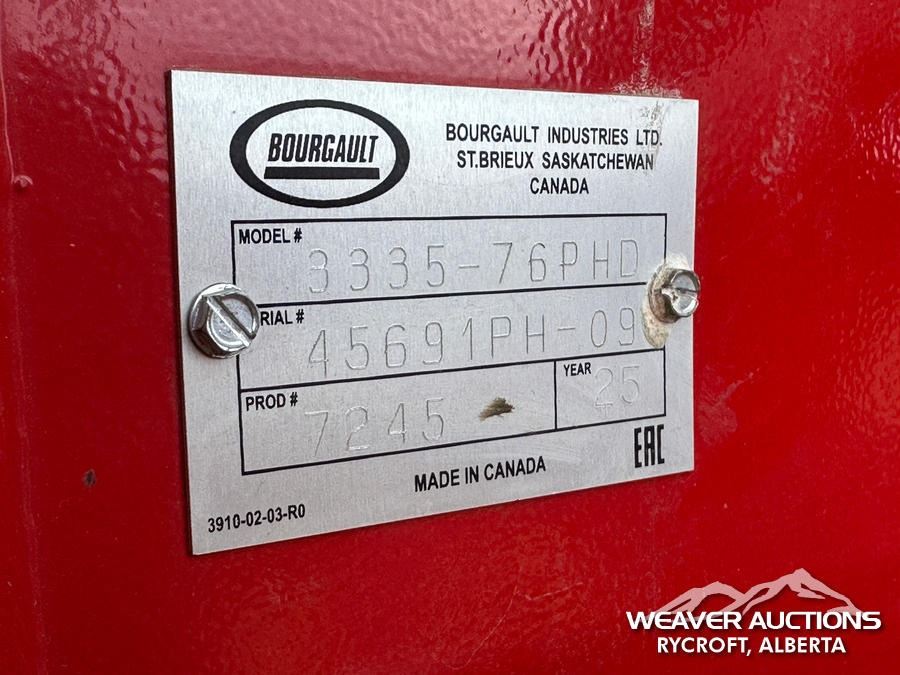 BOURGAULT
BOURGAULT INDUSTRIES LTD.
ST.BRIEUX SASKATCHEWAN
CANADA
MODEL # 3335-76PHD
RIAL # 45691PH-09
PROD # 7245
YEAR 25
EAC
MADE IN CANADA
3910-02-03-R0
WEAVER AUCTIONS
RYCROFT, ALBERTA